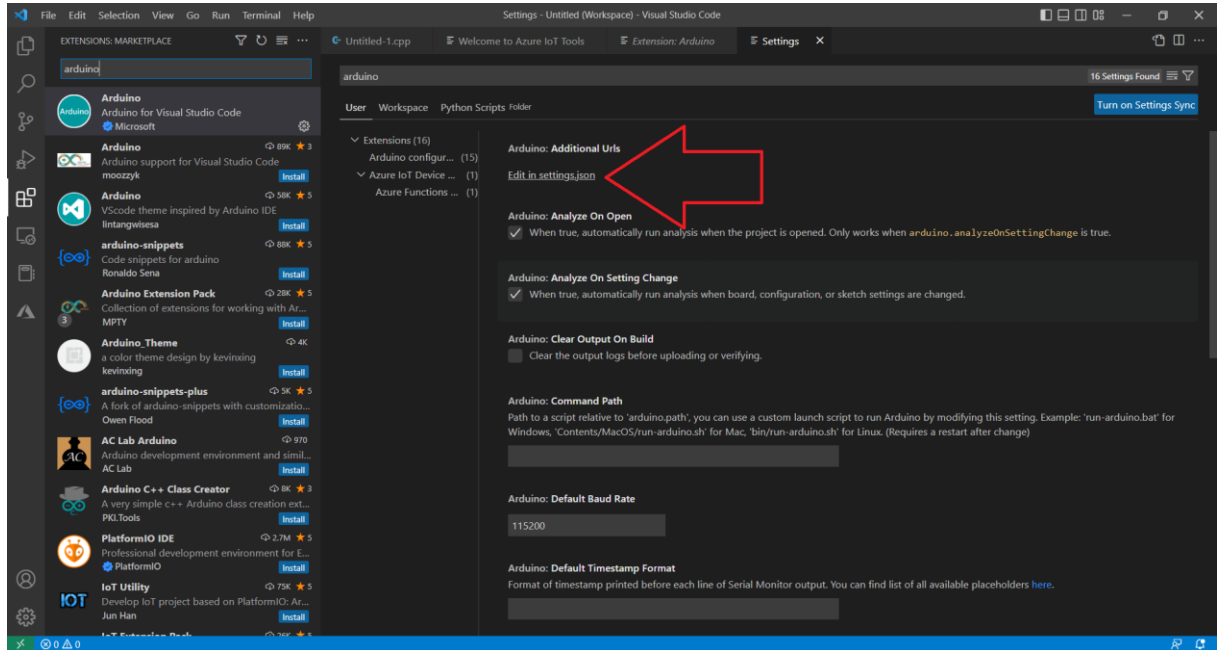 File Edit Selection View Go Run Terminal Help
Settings - Untitled (Workspace) - Visual Studio Code
EXTENSIONS: MARKETPLACE
arduino
Arduino
Arduino
Arduino for Visual Studio Code
Microsoft
Arduino 89K ★ 3
Arduino support for Visual Studio Code
moozzyk Install
Arduino 58K ★ 5
VScode theme inspired by Arduino IDE
lintangwisesa Install
arduino-snippets 88K ★ 5
Code snippets for arduino
Ronaldo Sena Install
Arduino Extension Pack 28K ★ 5
Collection of extensions for working with Ar...
3
MPTY Install
Arduino_Theme 4K
a color theme design by kevinxing
kevinxing Install
arduino-snippets-plus 5K ★ 5
A fork of arduino-snippets with customizatio...
Owen Flood Install
AC Lab Arduino 970
AC
Arduino development environment and simil...
AC Lab Install
Arduino C++ Class Creator 8K ★ 3
A very simple c++ Arduino class creation ext...
PKI.Tools Install
PlatformIO IDE 2.7M ★ 5
Professional development environment for E...
PlatformIO Install
IoT Utility 75K ★ 5
IOT
Develop IoT project based on PlatformIO: Ar...
Jun Han Install
IoT Extension Pack 26K ★ 5
Untitled-1.cpp Welcome to Azure IoT Tools Extension: Arduino Settings
arduino 16 Settings Found
User Workspace Python Scripts Folder Turn on Settings Sync
Extensions (16)
Arduino configur... (15)
Azure IoT Device ... (1)
Azure Functions ... (1)
Arduino: Additional Urls
Edit in settings.json
Arduino: Analyze On Open
When true, automatically run analysis when the project is opened. Only works when arduino.analyzeOnSettingChange is true.
Arduino: Analyze On Setting Change
When true, automatically run analysis when board, configuration, or sketch settings are changed.
Arduino: Clear Output On Build
Clear the output logs before uploading or verifying.
Arduino: Command Path
Path to a script relative to 'arduino.path', you can use a custom launch script to run Arduino by modifying this setting. Example: 'run-arduino.bat' for
Windows, 'Contents/MacOS/run-arduino.sh' for Mac, 'bin/run-arduino.sh' for Linux. (Requires a restart after change)
Arduino: Default Baud Rate
115200
Arduino: Default Timestamp Format
Format of timestamp printed before each line of Serial Monitor output. You can find list of all available placeholders here.
0 0